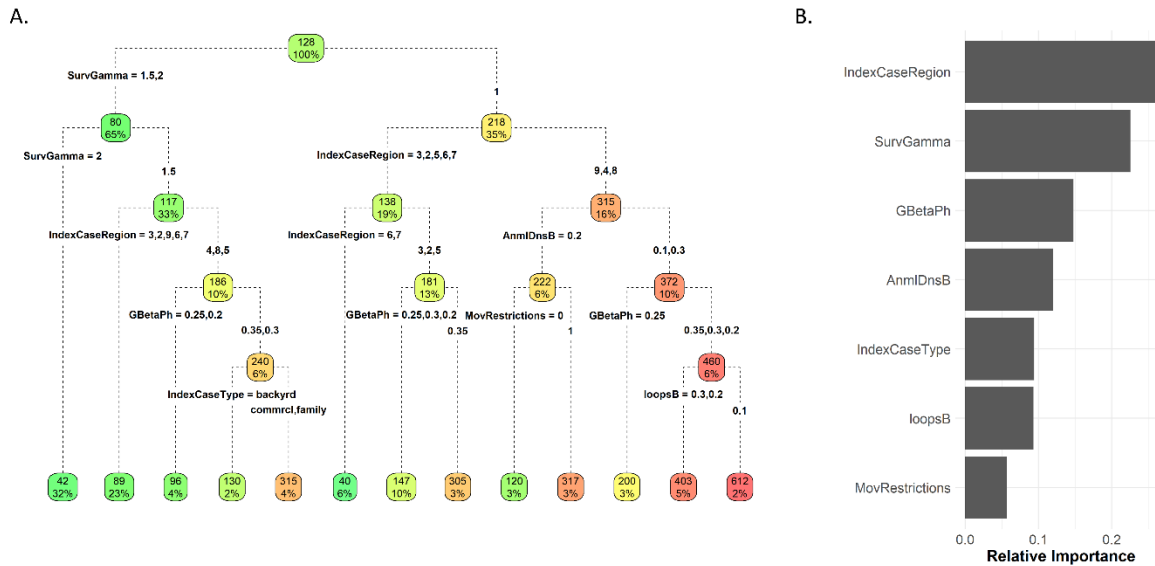 A.
B.
128
100%
SurvGamma = 1.5,2
1
80
65%
218
35%
SurvGamma = 2
1.5
IndexCaseRegion = 3,2,5,6,7
9,4,8
117
33%
138
19%
315
16%
IndexCaseRegion = 3,2,9,6,7
4,8,5
IndexCaseRegion = 6,7
3,2,5
AnmlDnsB = 0.2
0.1,0.3
186
10%
181
13%
222
6%
372
10%
GBetaPh = 0.25,0.2
0.35,0.3
GBetaPh = 0.25,0.3,0.2
0.35
MovRestrictions = 0
1
GBetaPh = 0.25
0.35,0.3,0.2
240
6%
460
6%
IndexCaseType = backyrd
commrcl,family
loopsB = 0.3,0.2
0.1
42
32%
89
23%
96
4%
130
2%
315
4%
40
6%
147
10%
305
3%
120
3%
317
3%
200
3%
403
5%
612
2%
IndexCaseRegion
SurvGamma
GBetaPh
AnmlDnsB
IndexCaseType
loopsB
MovRestrictions
0.0
0.1
0.2
Relative Importance